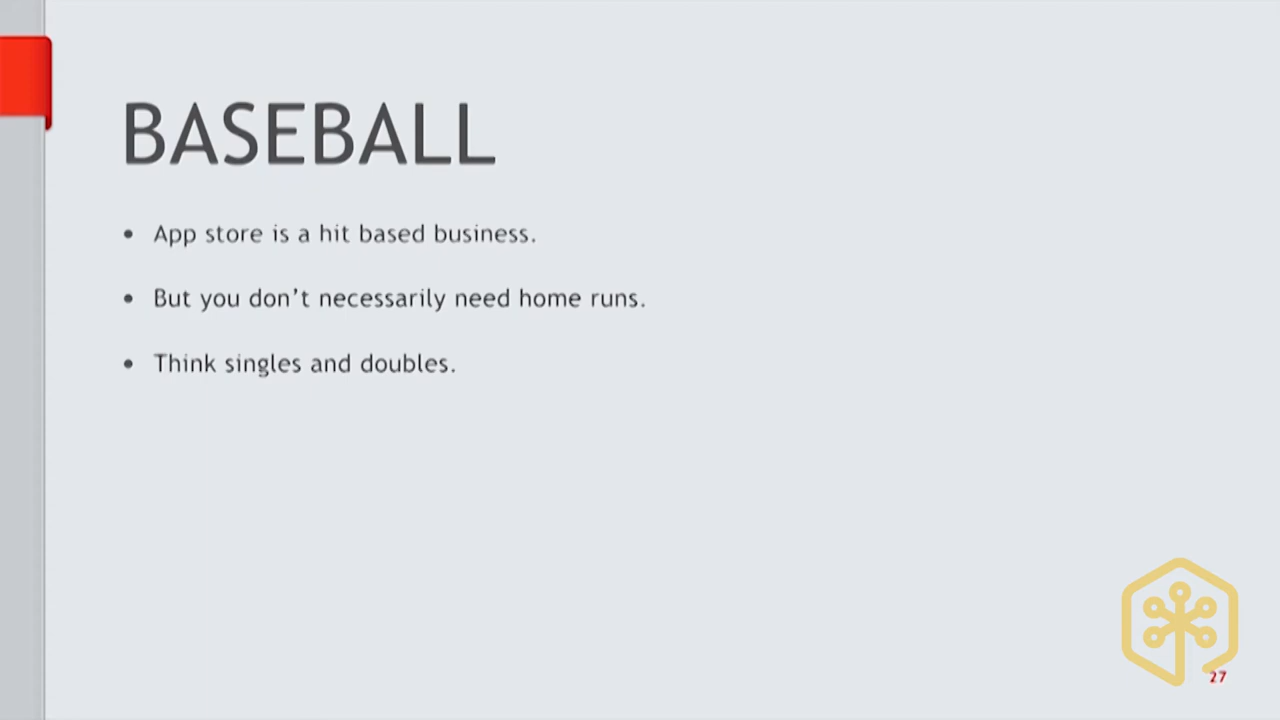 BASEBALL
• App store is a hit based business.
• But you don’t necessarily need home runs.
• Think singles and doubles.
27